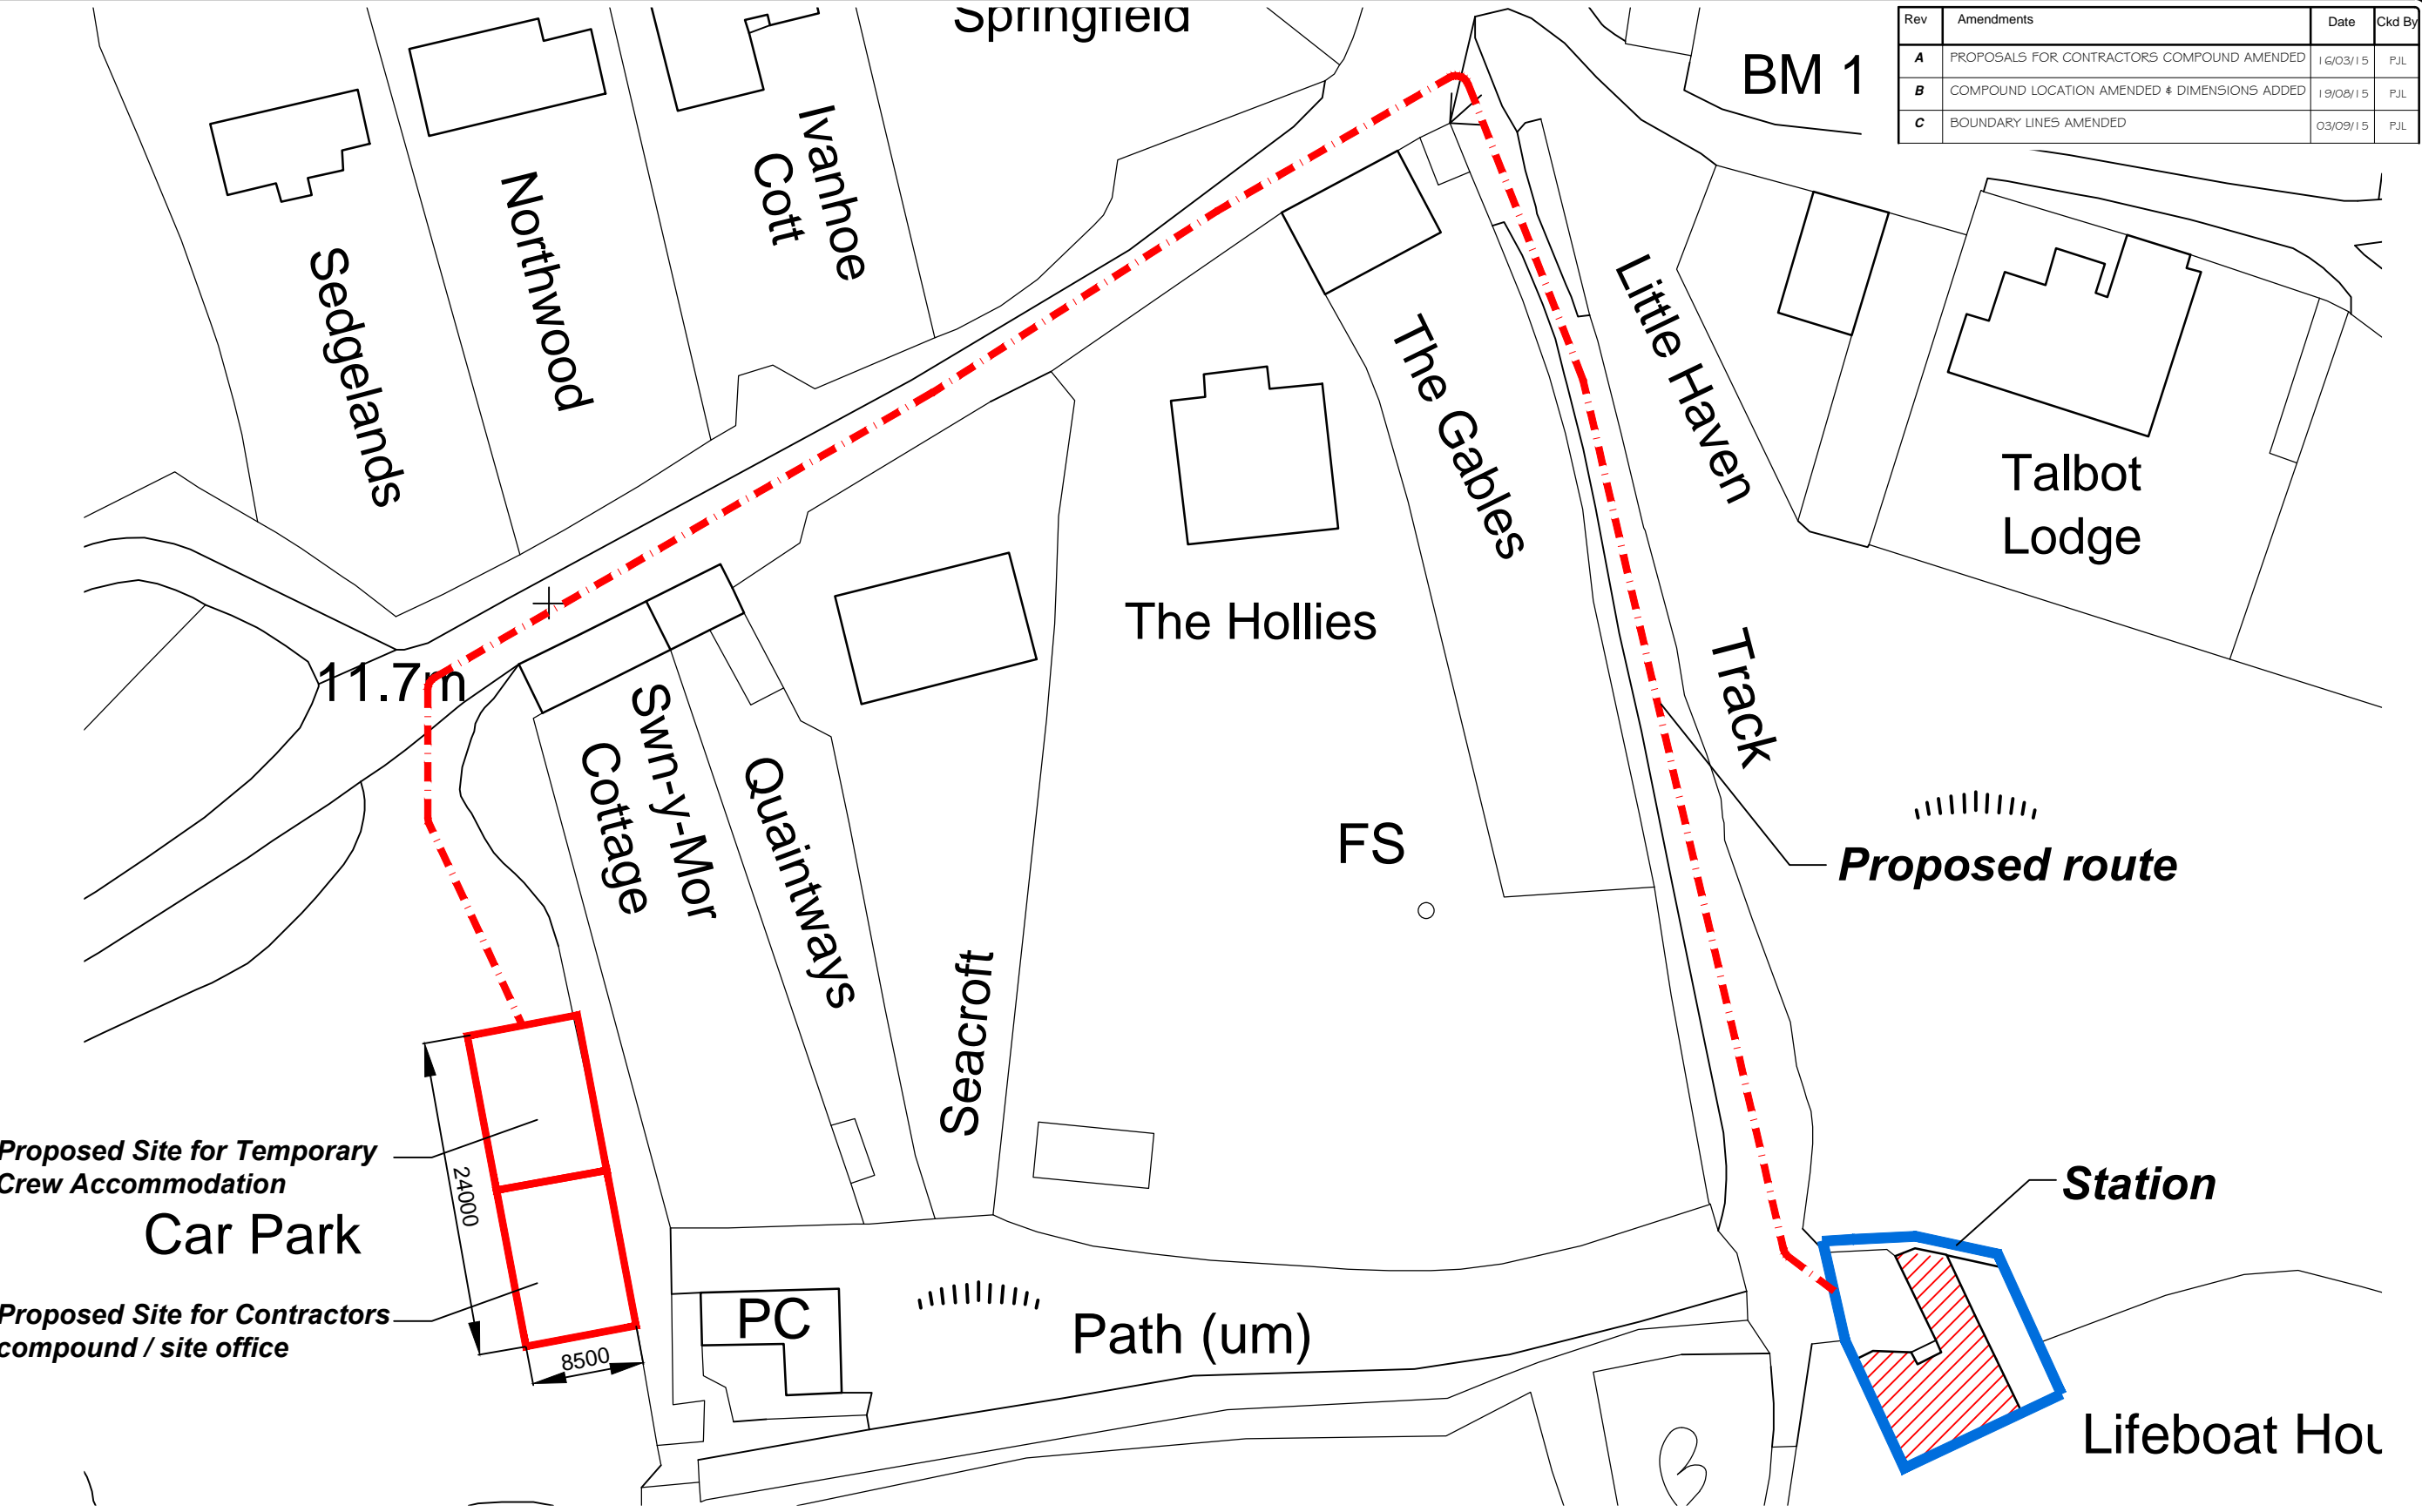 Springfield
BM 1
Rev Amendments Date Ckd By
A PROPOSALS FOR CONTRACTORS COMPOUND AMENDED 16/03/15 PJL
B COMPOUND LOCATION AMENDED & DIMENSIONS ADDED 19/08/15 PJL
C BOUNDARY LINES AMENDED 03/09/15 PJL
Sedgelands
Northwood
Ivanhoe
Cott
Little Haven
The Gables
Talbot
Lodge
The Hollies
11.7m
Track
Swn-y-Mor
Cottage
Quaintways
Seacroft
FS
Proposed route
Proposed Site for Temporary
Crew Accommodation
24000
Car Park
Proposed Site for Contractors
compound / site office
8500
PC
Path (um)
Station
Lifeboat Hou